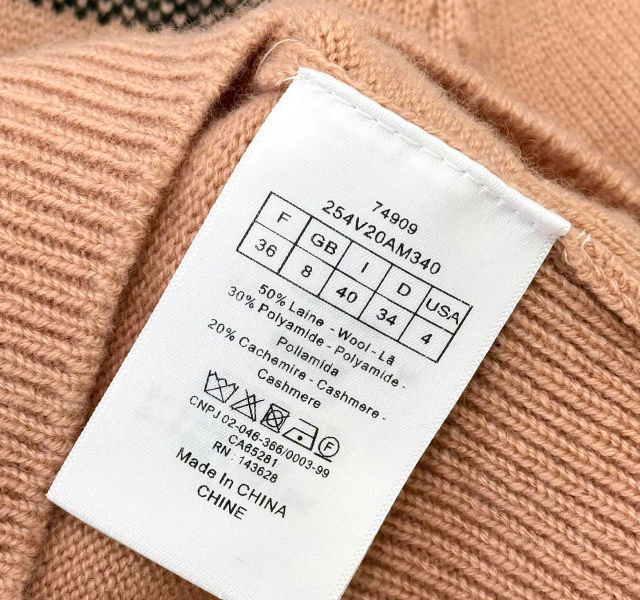 74909
254V20AM340
F GB I D USA
36 8 40 34 4
50% Laine - Wool - Lã
30% Polyamide - Polyamide -
Poliamida
20% Cachemire - Cashmere -
Cashmere
F
CNPJ 02-046-366/0003-99
CA65281
RN : 143628
Made In CHINA
CHINE